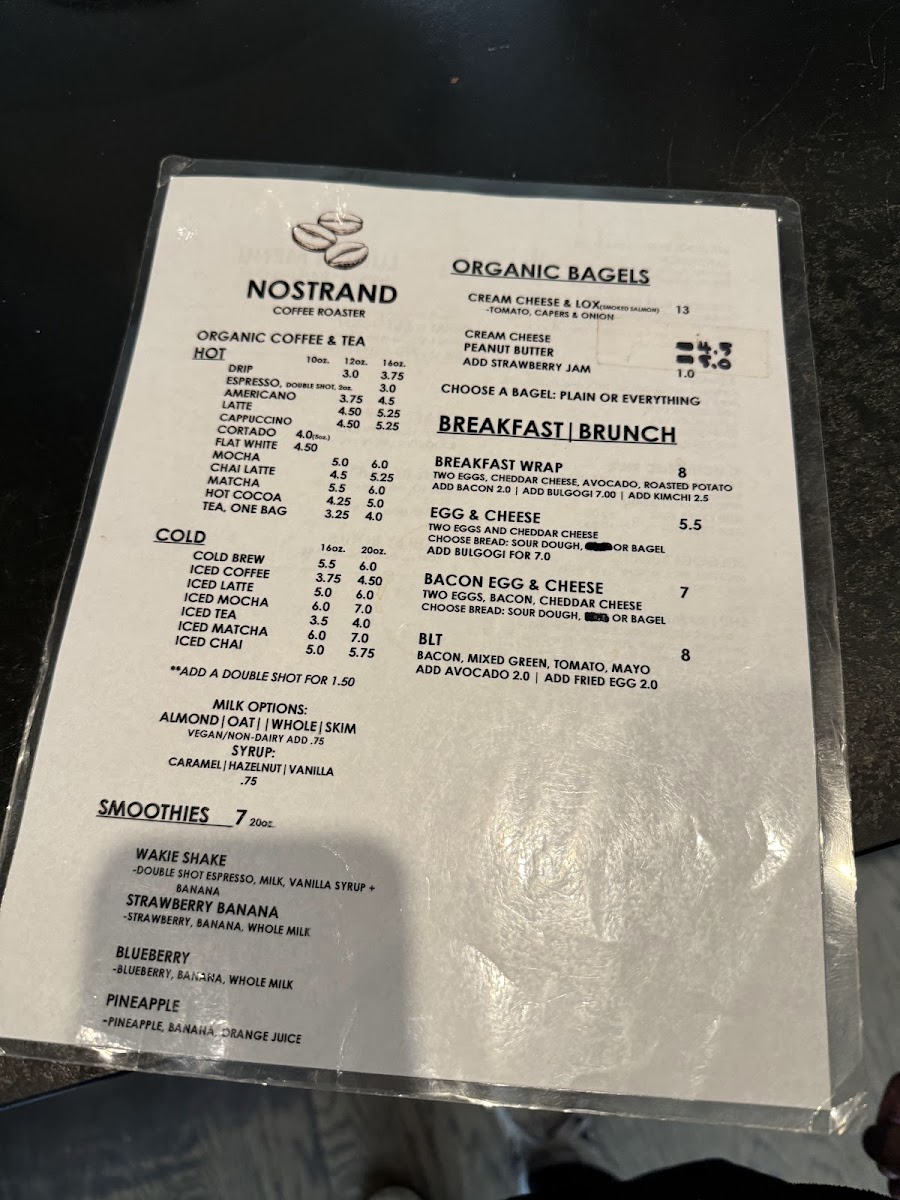 NOSTRAND
COFFEE ROASTER
ORGANIC COFFEE & TEA
HOT 10oz. 12oz. 16oz.
DRIP 3.0 3.75
ESPRESSO, DOUBLE SHOT, 2oz. 3.0
AMERICANO 3.75 4.5
LATTE 4.50 5.25
CAPPUCCINO 4.50 5.25
CORTADO 4.0(5oz.)
FLAT WHITE 4.50
MOCHA 5.0 6.0
CHAI LATTE 4.5 5.25
MATCHA 5.5 6.0
HOT COCOA 4.25 5.0
TEA, ONE BAG 3.25 4.0
COLD 16oz. 20oz.
COLD BREW 5.5 6.0
ICED COFFEE 3.75 4.50
ICED LATTE 5.0 6.0
ICED MOCHA 6.0 7.0
ICED TEA 3.5 4.0
ICED MATCHA 6.0 7.0
ICED CHAI 5.0 5.75
**ADD A DOUBLE SHOT FOR 1.50
MILK OPTIONS:
ALMOND|OAT||WHOLE|SKIM
VEGAN/NON-DAIRY ADD .75
SYRUP:
CARAMEL|HAZELNUT|VANILLA
.75
SMOOTHIES 7 20oz.
WAKIE SHAKE
-DOUBLE SHOT ESPRESSO, MILK, VANILLA SYRUP +
BANANA
STRAWBERRY BANANA
-STRAWBERRY, BANANA, WHOLE MILK
BLUEBERRY
-BLUEBERRY, BANANA, WHOLE MILK
PINEAPPLE
-PINEAPPLE, BANANA, ORANGE JUICE
ORGANIC BAGELS
CREAM CHEESE & LOX(SMOKED SALMON) 13
-TOMATO, CAPERS & ONION
CREAM CHEESE 4.5
PEANUT BUTTER 5.0
ADD STRAWBERRY JAM 1.0
CHOOSE A BAGEL: PLAIN OR EVERYTHING
BREAKFAST|BRUNCH
BREAKFAST WRAP 8
TWO EGGS, CHEDDAR CHEESE, AVOCADO, ROASTED POTATO
ADD BACON 2.0 | ADD BULGOGI 7.00 | ADD KIMCHI 2.5
EGG & CHEESE 5.5
TWO EGGS AND CHEDDAR CHEESE
CHOOSE BREAD: SOUR DOUGH, OR BAGEL
ADD BULGOGI FOR 7.0
BACON EGG & CHEESE 7
TWO EGGS, BACON, CHEDDAR CHEESE
CHOOSE BREAD: SOUR DOUGH, OR BAGEL
BLT 8
BACON, MIXED GREEN, TOMATO, MAYO
ADD AVOCADO 2.0 | ADD FRIED EGG 2.0